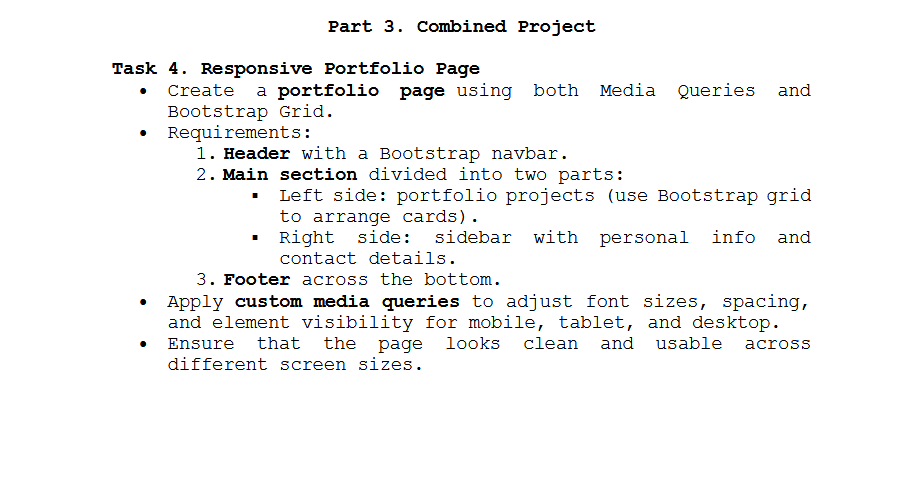 Part 3. Combined Project
Task 4. Responsive Portfolio Page
• Create a portfolio page using both Media Queries and
Bootstrap Grid.
• Requirements:
1. Header with a Bootstrap navbar.
2. Main section divided into two parts:
▪ Left side: portfolio projects (use Bootstrap grid
to arrange cards).
▪ Right side: sidebar with personal info and
contact details.
3. Footer across the bottom.
• Apply custom media queries to adjust font sizes, spacing,
and element visibility for mobile, tablet, and desktop.
• Ensure that the page looks clean and usable across
different screen sizes.